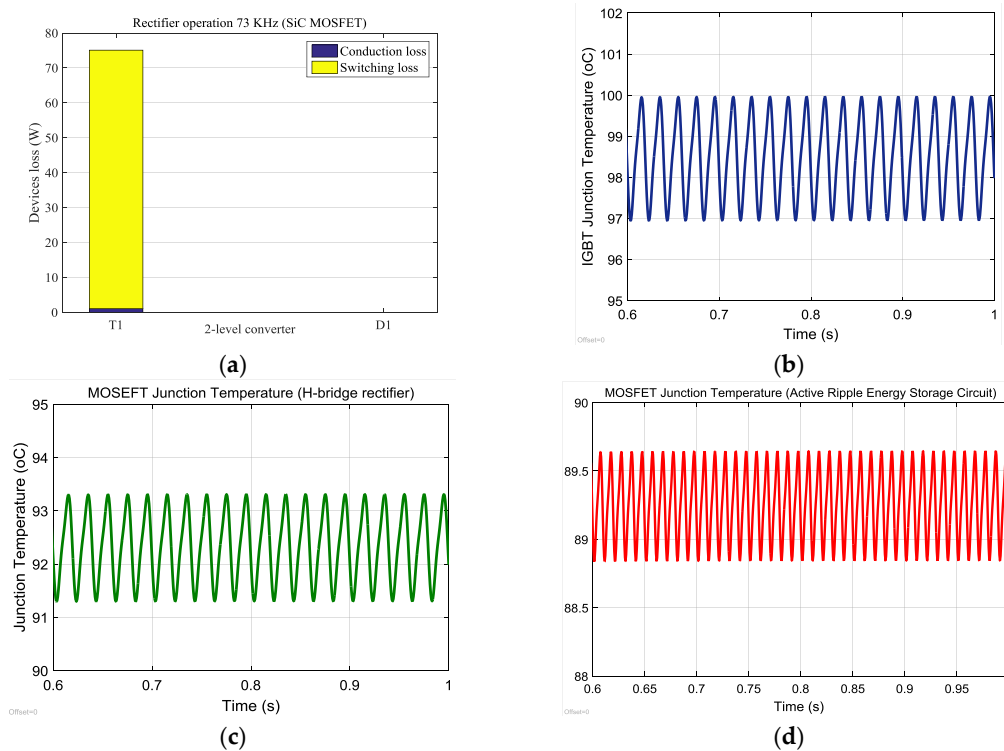 Rectifier operation 73 KHz (SiC MOSFET)
80
70
60
50
40
30
20
10
0
Devices loss (W)
Conduction loss
Switching loss
T1
2-level converter
D1
(a)
102
101
100
99
98
97
96
95
IGBT Junction Temperature (oC)
0.6
0.7
0.8
0.9
1
Time (s)
Offset=0
(b)
MOSEFT Junction Temperature (H-bridge rectifier)
95
94
93
92
91
90
Junction Temperature (oC)
0.6
0.7
0.8
0.9
1
Time (s)
Offset=0
(c)
MOSFET Junction Temperature (Active Ripple Energy Storage Circuit)
90
89.5
89
88.5
88
Junction Temperature (oC)
0.6
0.65
0.7
0.75
0.8
0.85
0.9
0.95
Time (s)
Offset=0
(d)